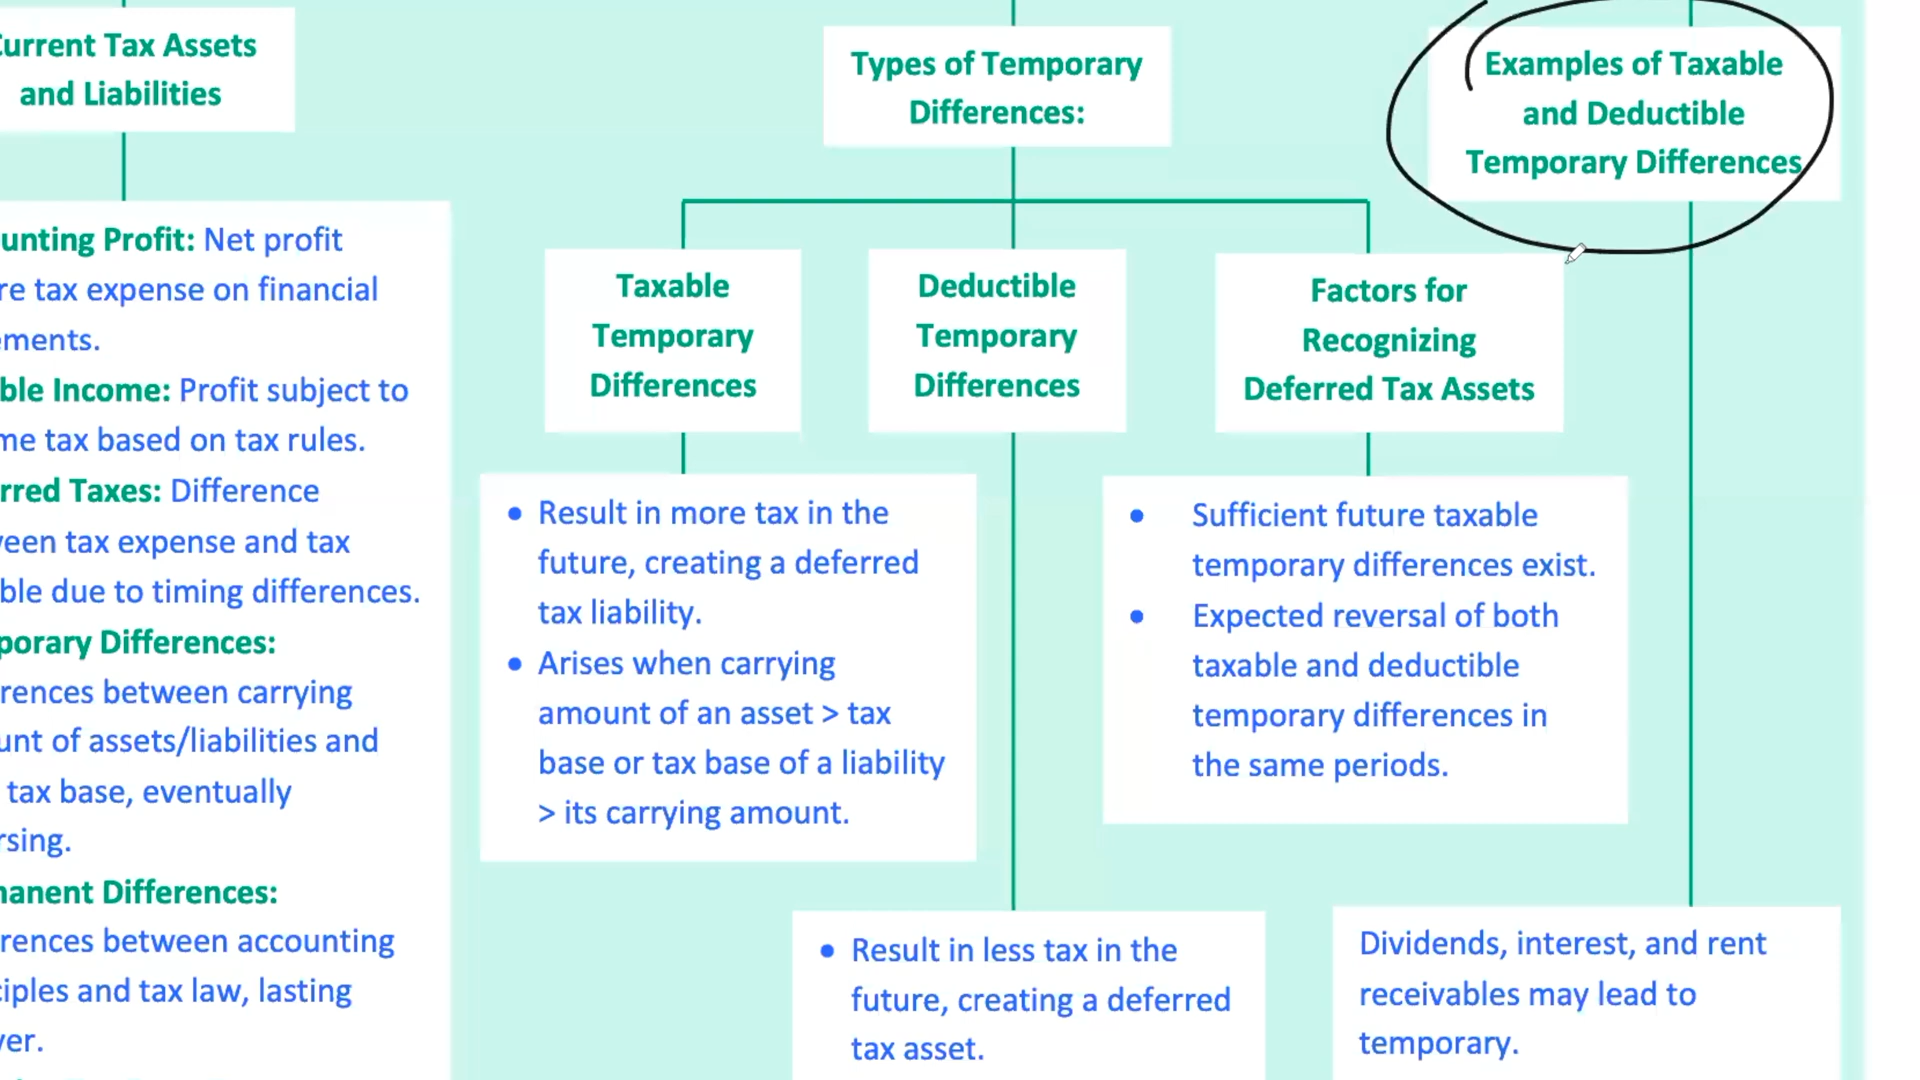 Current Tax Assets
and Liabilities
unting Profit: Net profit
re tax expense on financial
ements.
ble Income: Profit subject to
me tax based on tax rules.
rred Taxes: Difference
een tax expense and tax
ble due to timing differences.
porary Differences:
rences between carrying
unt of assets/liabilities and
tax base, eventually
rsing.
anent Differences:
rences between accounting
ciples and tax law, lasting
ver.
Types of Temporary
Differences:
Taxable
Temporary
Differences
• Result in more tax in the
future, creating a deferred
tax liability.
• Arises when carrying
amount of an asset > tax
base or tax base of a liability
> its carrying amount.
Deductible
Temporary
Differences
• Result in less tax in the
future, creating a deferred
tax asset.
Factors for
Recognizing
Deferred Tax Assets
• Sufficient future taxable
temporary differences exist.
• Expected reversal of both
taxable and deductible
temporary differences in
the same periods.
Examples of Taxable
and Deductible
Temporary Differences
Dividends, interest, and rent
receivables may lead to
temporary.